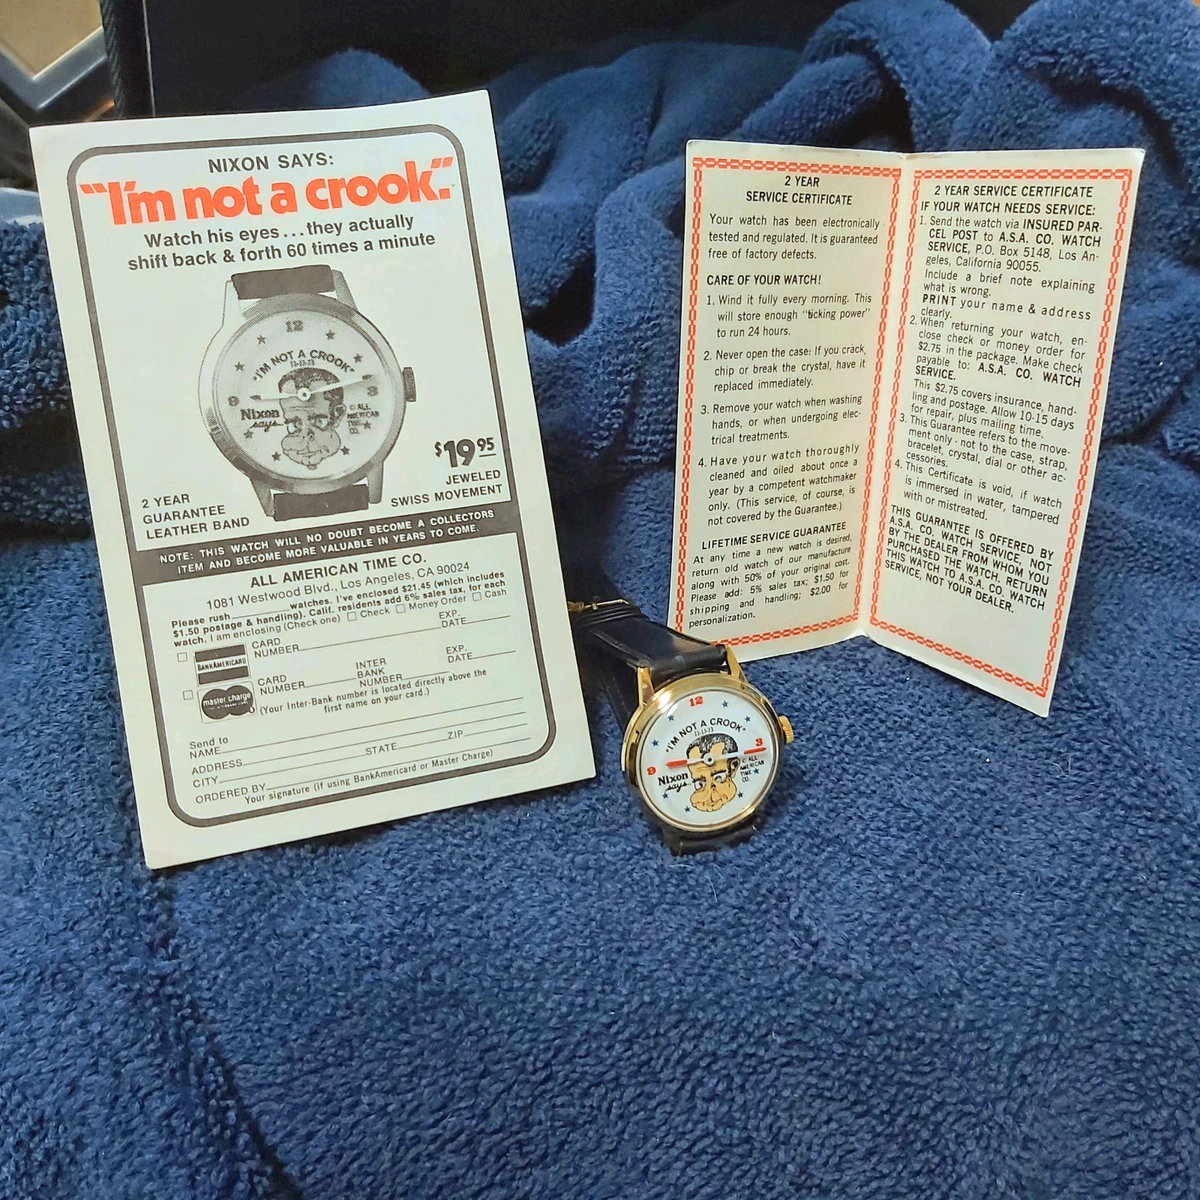 NIXON SAYS:
"I'm not a crook."
Watch his eyes...they actually
shift back & forth 60 times a minute
12
"I'M NOT A CROOK"
11-13-73
9
3
Nixon
says
© ALL
AMERICAN
TIME
CO.
$19.95
JEWELED
SWISS MOVEMENT
2 YEAR
GUARANTEE
LEATHER BAND
NOTE: THIS WATCH WILL NO DOUBT BECOME A COLLECTORS
ITEM AND BECOME MORE VALUABLE IN YEARS TO COME.
ALL AMERICAN TIME CO.
1081 Westwood Blvd., Los Angeles, CA 90024
Please rush________watches. I've enclosed $21.45 (which includes
$1.50 postage & handling). Calif. residents add 6% sales tax, for each
watch. I am enclosing (Check one) □ Check □ Money Order □ Cash
BANKAMERICARD
CARD
NUMBER
EXP.
DATE
master charge
THE INTERBANK CARD
CARD
NUMBER
INTER
BANK
NUMBER
EXP.
DATE
(Your Inter-Bank number is located directly above the
first name on your card.)
Send to
NAME
ADDRESS
CITY STATE ZIP
ORDERED BY
Your signature (if using BankAmericard or Master Charge)
2 YEAR
SERVICE CERTIFICATE
Your watch has been electronically
tested and regulated. It is guaranteed
free of factory defects.
CARE OF YOUR WATCH!
1. Wind it fully every morning. This
will store enough "ticking power"
to run 24 hours.
2. Never open the case: If you crack,
chip or break the crystal, have it
replaced immediately.
3. Remove your watch when washing
hands, or when undergoing elec-
trical treatments.
4. Have your watch thoroughly
cleaned and oiled about once a
year by a competent watchmaker
only. (This service, of course, is
not covered by the Guarantee.)
LIFETIME SERVICE GUARANTEE
At any time a new watch is desired,
return old watch of our manufacture
along with 50% of your original cost.
Please add: 5% sales tax; $1.50 for
shipping and handling; $2.00 for
personalization.
2 YEAR SERVICE CERTIFICATE
IF YOUR WATCH NEEDS SERVICE:
1. Send the watch via INSURED PAR-
CEL POST to A.S.A. CO. WATCH
SERVICE, P.O. Box 5148, Los An-
geles, California 90055.
Include a brief note explaining
what is wrong.
PRINT your name & address
clearly.
2. When returning your watch, en-
close check or money order for
$2.75 in the package. Make check
payable to: A.S.A. CO. WATCH
SERVICE.
This $2.75 covers insurance, hand-
ling and postage. Allow 10-15 days
for repair, plus mailing time.
3. This Guarantee refers to the move-
ment only - not to the case, strap,
bracelet, crystal, dial or other ac-
cessories.
4. This Certificate is void, if watch
is immersed in water, tampered
with or mistreated.
THIS GUARANTEE IS OFFERED BY
A.S.A. CO. WATCH SERVICE, NOT
BY THE DEALER FROM WHOM YOU
PURCHASED THE WATCH. RETURN
THIS WATCH TO A.S.A. CO. WATCH
SERVICE, NOT YOUR DEALER.
12
"I'M NOT A CROOK"
11-13-73
9
3
Nixon
says
© ALL
AMERICAN
TIME
CO.